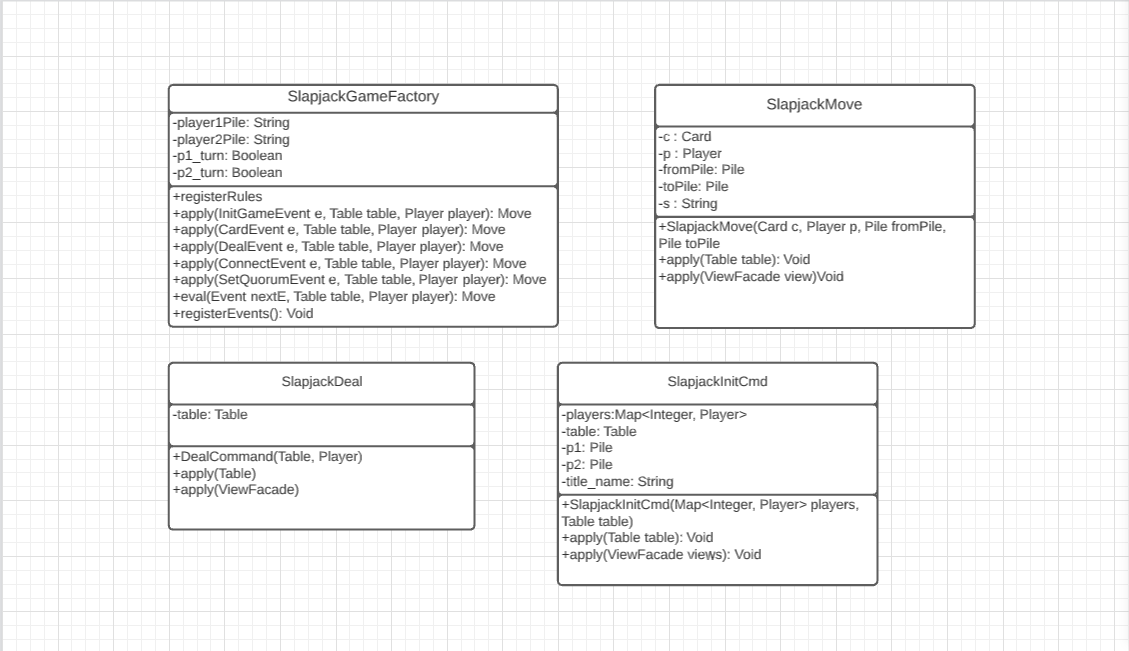 SlapjackGameFactory
-player1Pile: String
-player2Pile: String
-p1_turn: Boolean
-p2_turn: Boolean
+registerRules
+apply(InitGameEvent e, Table table, Player player): Move
+apply(CardEvent e, Table table, Player player): Move
+apply(DealEvent e, Table table, Player player): Move
+apply(ConnectEvent e, Table table, Player player): Move
+apply(SetQuorumEvent e, Table table, Player player): Move
+eval(Event nextE, Table table, Player player): Move
+registerEvents(): Void
SlapjackMove
-c : Card
-p : Player
-fromPile: Pile
-toPile: Pile
-s : String
+SlapjackMove(Card c, Player p, Pile fromPile,
Pile toPile
+apply(Table table): Void
+apply(ViewFacade view)Void
SlapjackDeal
-table: Table
+DealCommand(Table, Player)
+apply(Table)
+apply(ViewFacade)
SlapjackInitCmd
-players:Map<Integer, Player>
-table: Table
-p1: Pile
-p2: Pile
-title_name: String
+SlapjackInitCmd(Map<Integer, Player> players,
Table table)
+apply(Table table): Void
+apply(ViewFacade views): Void